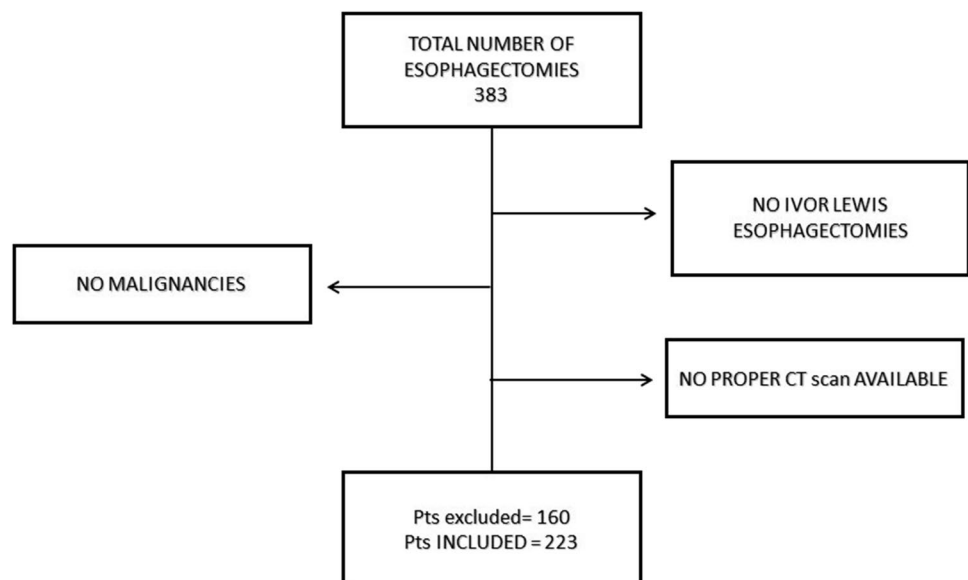 TOTAL NUMBER OF
ESOPHAGECTOMIES
383
NO IVOR LEWIS
ESOPHAGECTOMIES
NO MALIGNANCIES
NO PROPER CT scan AVAILABLE
Pts excluded= 160
Pts INCLUDED = 223